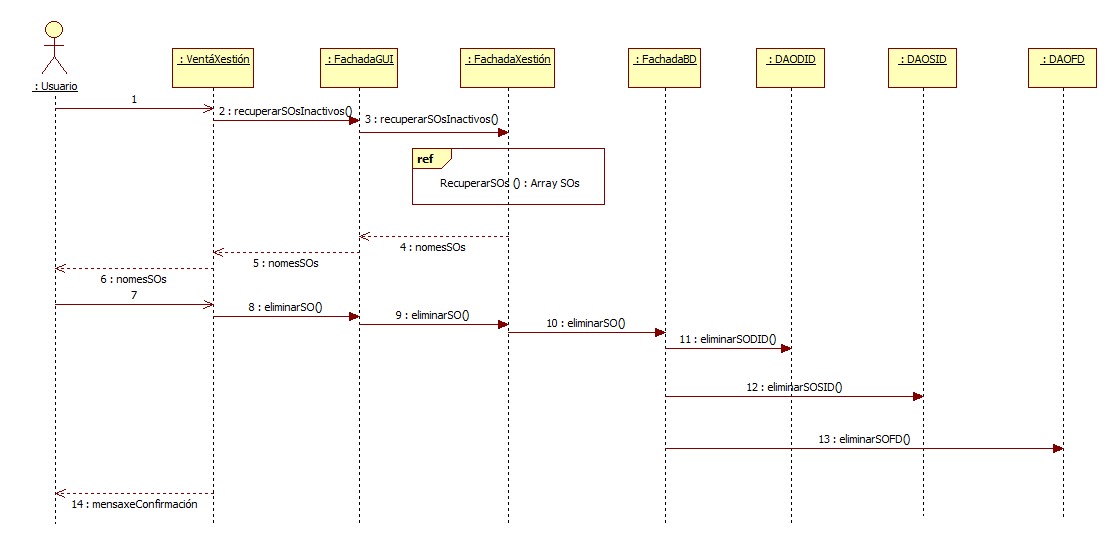 : Usuario
: VentáXestión
: FachadaGUI
: FachadaXestión
: FachadaBD
: DAODID
: DAOSID
: DAOFD
1
2 : recuperarSOsInactivos()
3 : recuperarSOsInactivos()
ref
RecuperarSOs () : Array SOs
4 : nomesSOs
5 : nomesSOs
6 : nomesSOs
7
8 : eliminarSO()
9 : eliminarSO()
10 : eliminarSO()
11 : eliminarSODID()
12 : eliminarSOSID()
13 : eliminarSOFD()
14 : mensaxeConfirmación